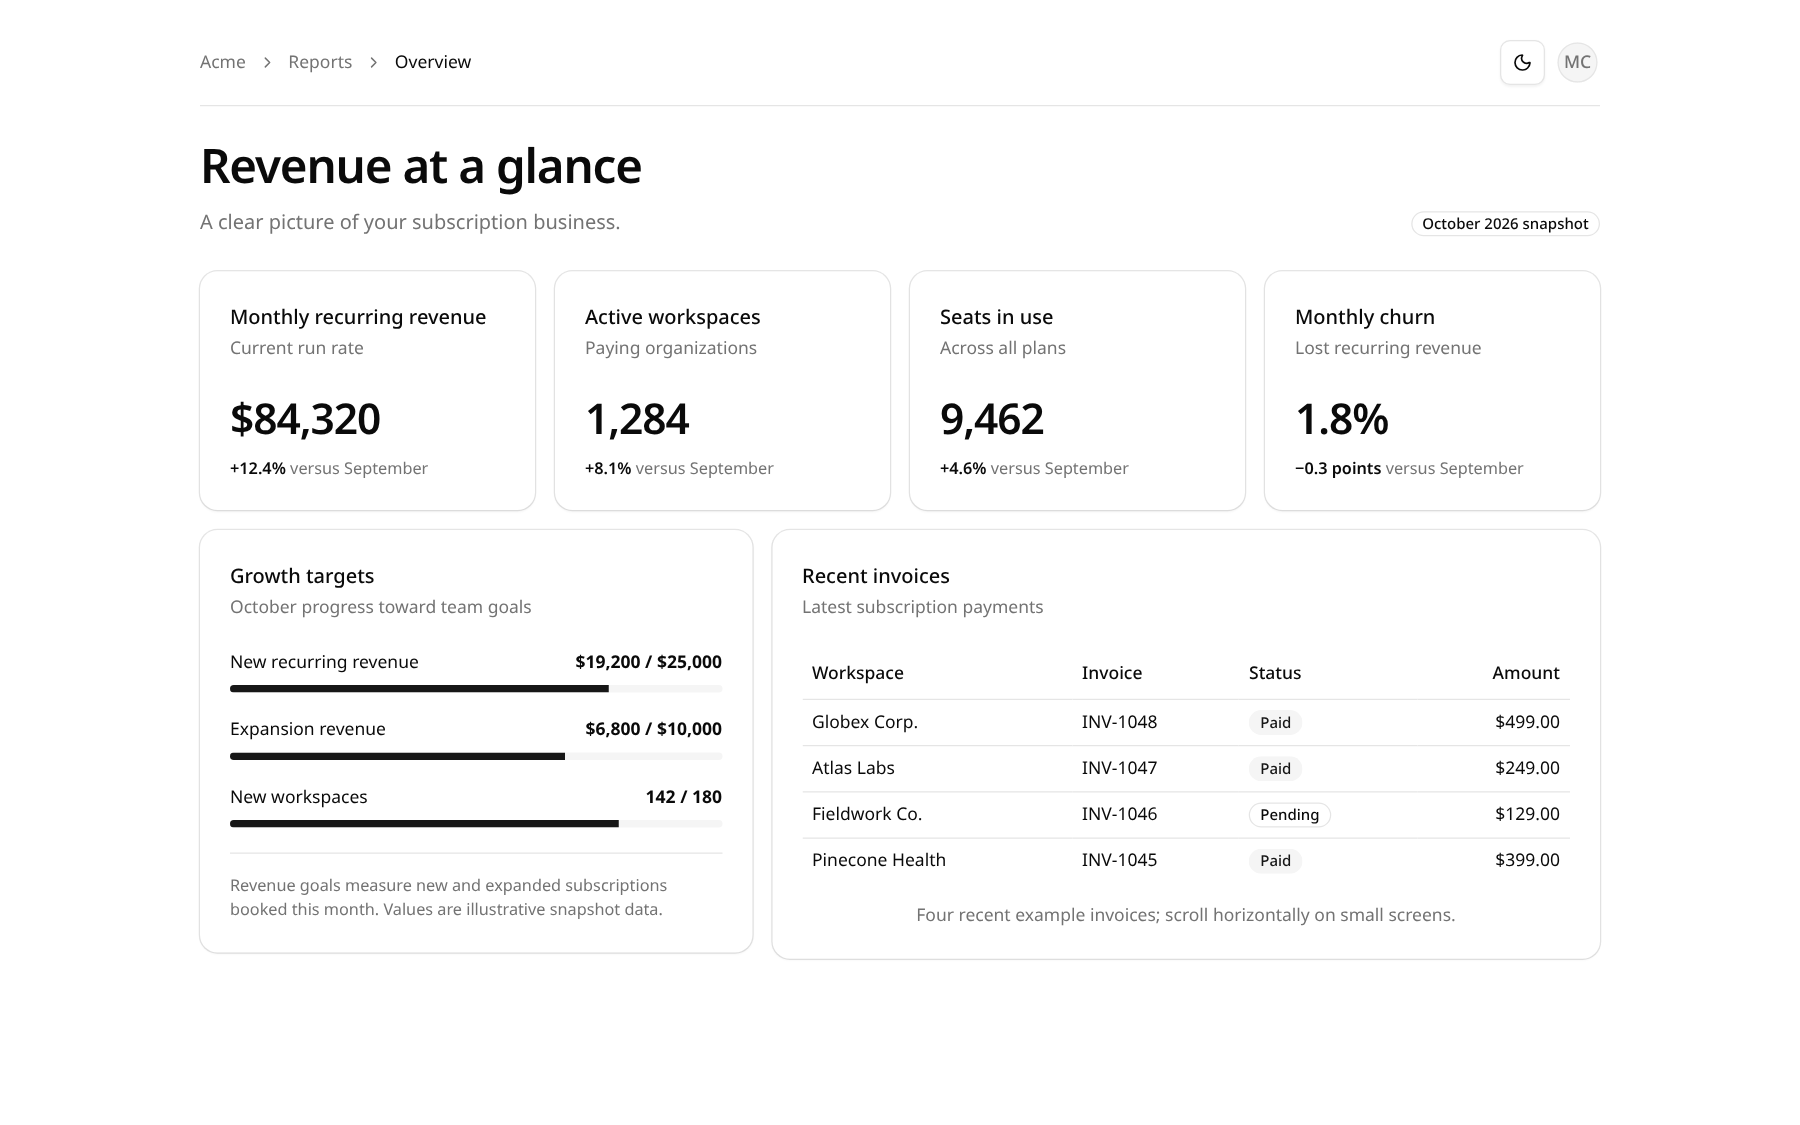 Acme
Reports
Overview
MC
Revenue at a glance
A clear picture of your subscription business.
October 2026 snapshot
Monthly recurring revenue
Current run rate
$84,320
+12.4% versus September
Active workspaces
Paying organizations
1,284
+8.1% versus September
Seats in use
Across all plans
9,462
+4.6% versus September
Monthly churn
Lost recurring revenue
1.8%
−0.3 points versus September
Growth targets
October progress toward team goals
New recurring revenue $19,200 / $25,000
Expansion revenue $6,800 / $10,000
New workspaces 142 / 180
Revenue goals measure new and expanded subscriptions
booked this month. Values are illustrative snapshot data.
Recent invoices
Latest subscription payments
Workspace Invoice Status Amount
Globex Corp. INV-1048 Paid $499.00
Atlas Labs INV-1047 Paid $249.00
Fieldwork Co. INV-1046 Pending $129.00
Pinecone Health INV-1045 Paid $399.00
Four recent example invoices; scroll horizontally on small screens.